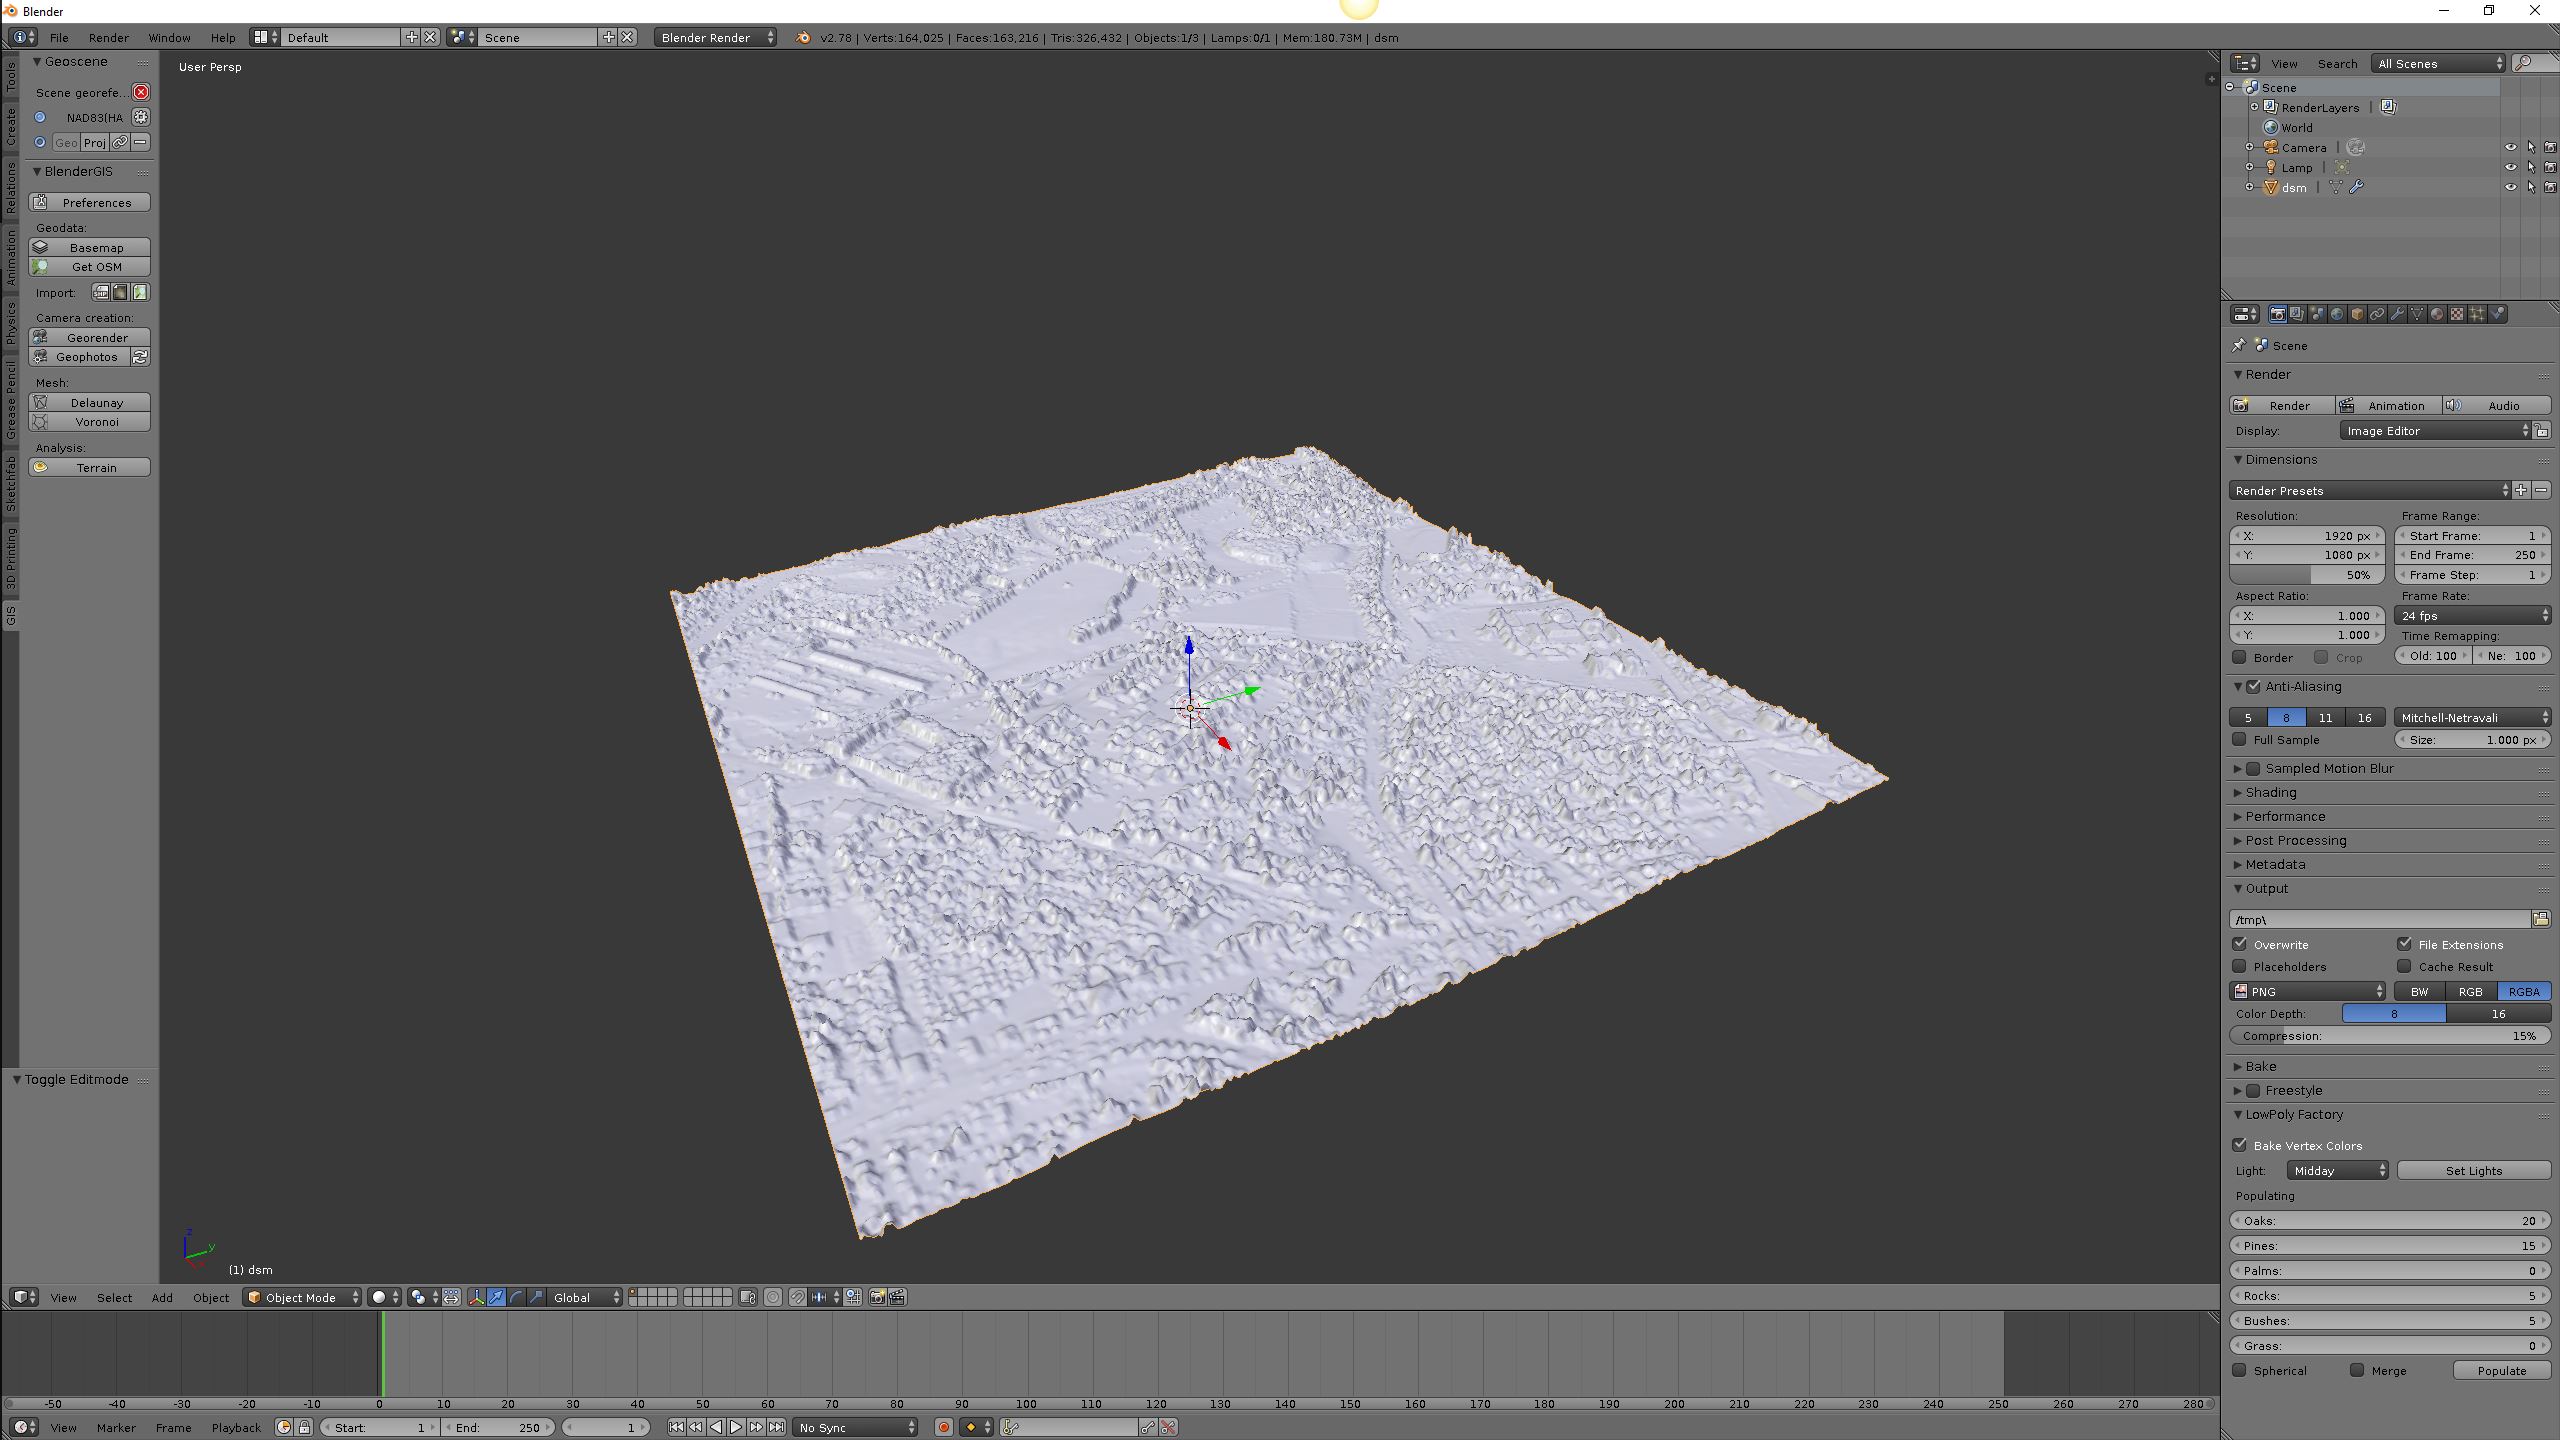 Blender
File Render Window Help Default Scene Blender Render v2.78 | Verts:164,025 | Faces:163,216 | Tris:326,432 | Objects:1/3 | Lamps:0/1 | Mem:180.73M | dsm
Tools
Create
Relations
Animation
Physics
Grease Pencil
Sketchfab
3D Printing
GIS
Geoscene
Scene georefe...
NAD83(HA
Geo Proj
BlenderGIS
Preferences
Geodata:
Basemap
Get OSM
Import: SHP
Camera creation:
Georender
Geophotos
Mesh:
Delaunay
Voronoi
Analysis:
Terrain
Toggle Editmode
User Persp
z
y
x
(1) dsm
View Select Add Object Object Mode Global
-50 -40 -30 -20 -10 0 10 20 30 40 50 60 70 80 90 100 110 120 130 140 150 160 170 180 190 200 210 220 230 240 250 260 270 280
View Marker Frame Playback Start: 1 End: 250 1 No Sync
View Search All Scenes
Scene
RenderLayers |
World
Camera |
Lamp |
dsm |
Scene
Render
Render Animation Audio
Display: Image Editor
Dimensions
Render Presets
Resolution: Frame Range:
X: 1920 px Start Frame: 1
Y: 1080 px End Frame: 250
50% Frame Step: 1
Aspect Ratio: Frame Rate:
X: 1.000 24 fps
Y: 1.000 Time Remapping:
Border Crop Old: 100 Ne: 100
Anti-Aliasing
5 8 11 16 Mitchell-Netravali
Full Sample Size: 1.000 px
Sampled Motion Blur
Shading
Performance
Post Processing
Metadata
Output
/tmp\
Overwrite File Extensions
Placeholders Cache Result
PNG BW RGB RGBA
Color Depth: 8 16
Compression: 15%
Bake
Freestyle
LowPoly Factory
Bake Vertex Colors
Light: Midday Set Lights
Populating
Oaks: 20
Pines: 15
Palms: 0
Rocks: 5
Bushes: 5
Grass: 0
Spherical Merge Populate